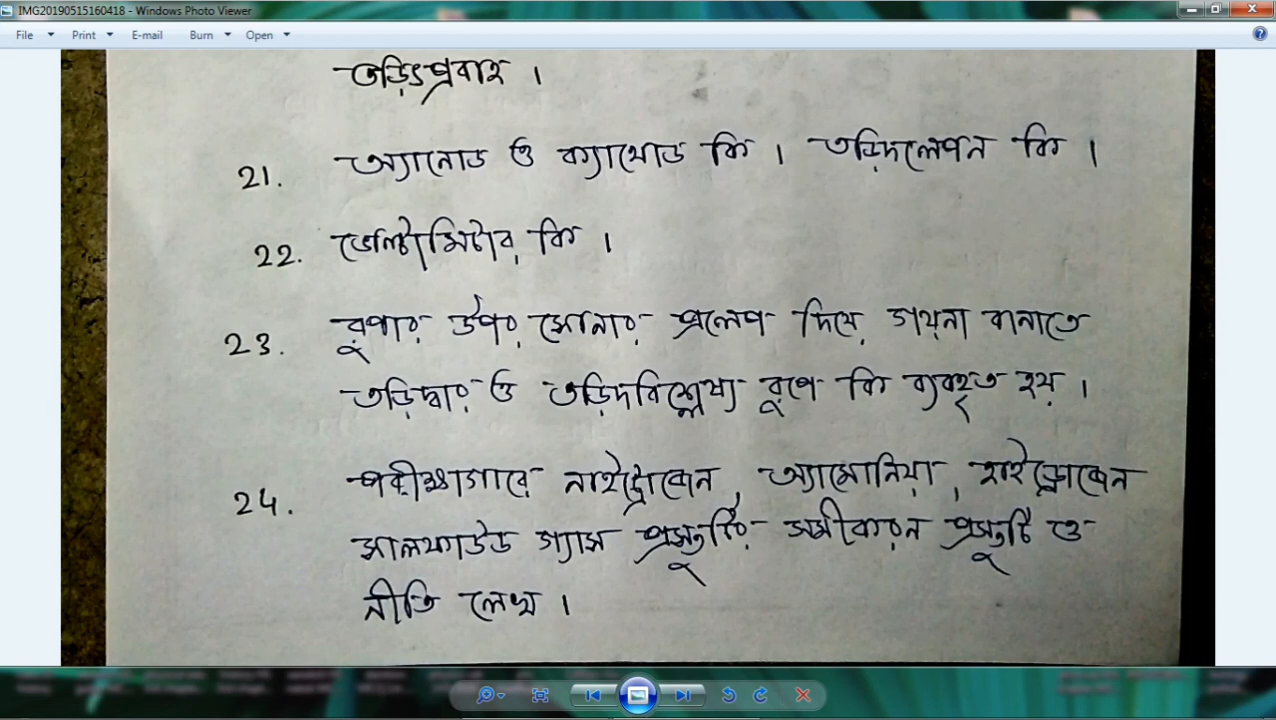 IMG20190515160418 - Windows Photo Viewer
File Print E-mail Burn Open
তড়িৎপ্রবাহ ।
21. অ্যানোড ও ক্যাথোড কি । তড়িদলেপন কি ।
22. ভোল্টামিটার কি ।
23. রুপার উপর সোনার প্রলেপ দিয়ে গয়না বানাতে
তড়িদ্বার ও তড়িদবিশ্লেষ্য রুপে কি ব্যবহৃত হয় ।
24. পরীক্ষাগারে নাইট্রোজেন, অ্যামোনিয়া, হাইড্রোজেন
সালফাইড গ্যাস প্রস্তুতির সমীকরন প্রস্তুতি ও
নীতি লেখ ।